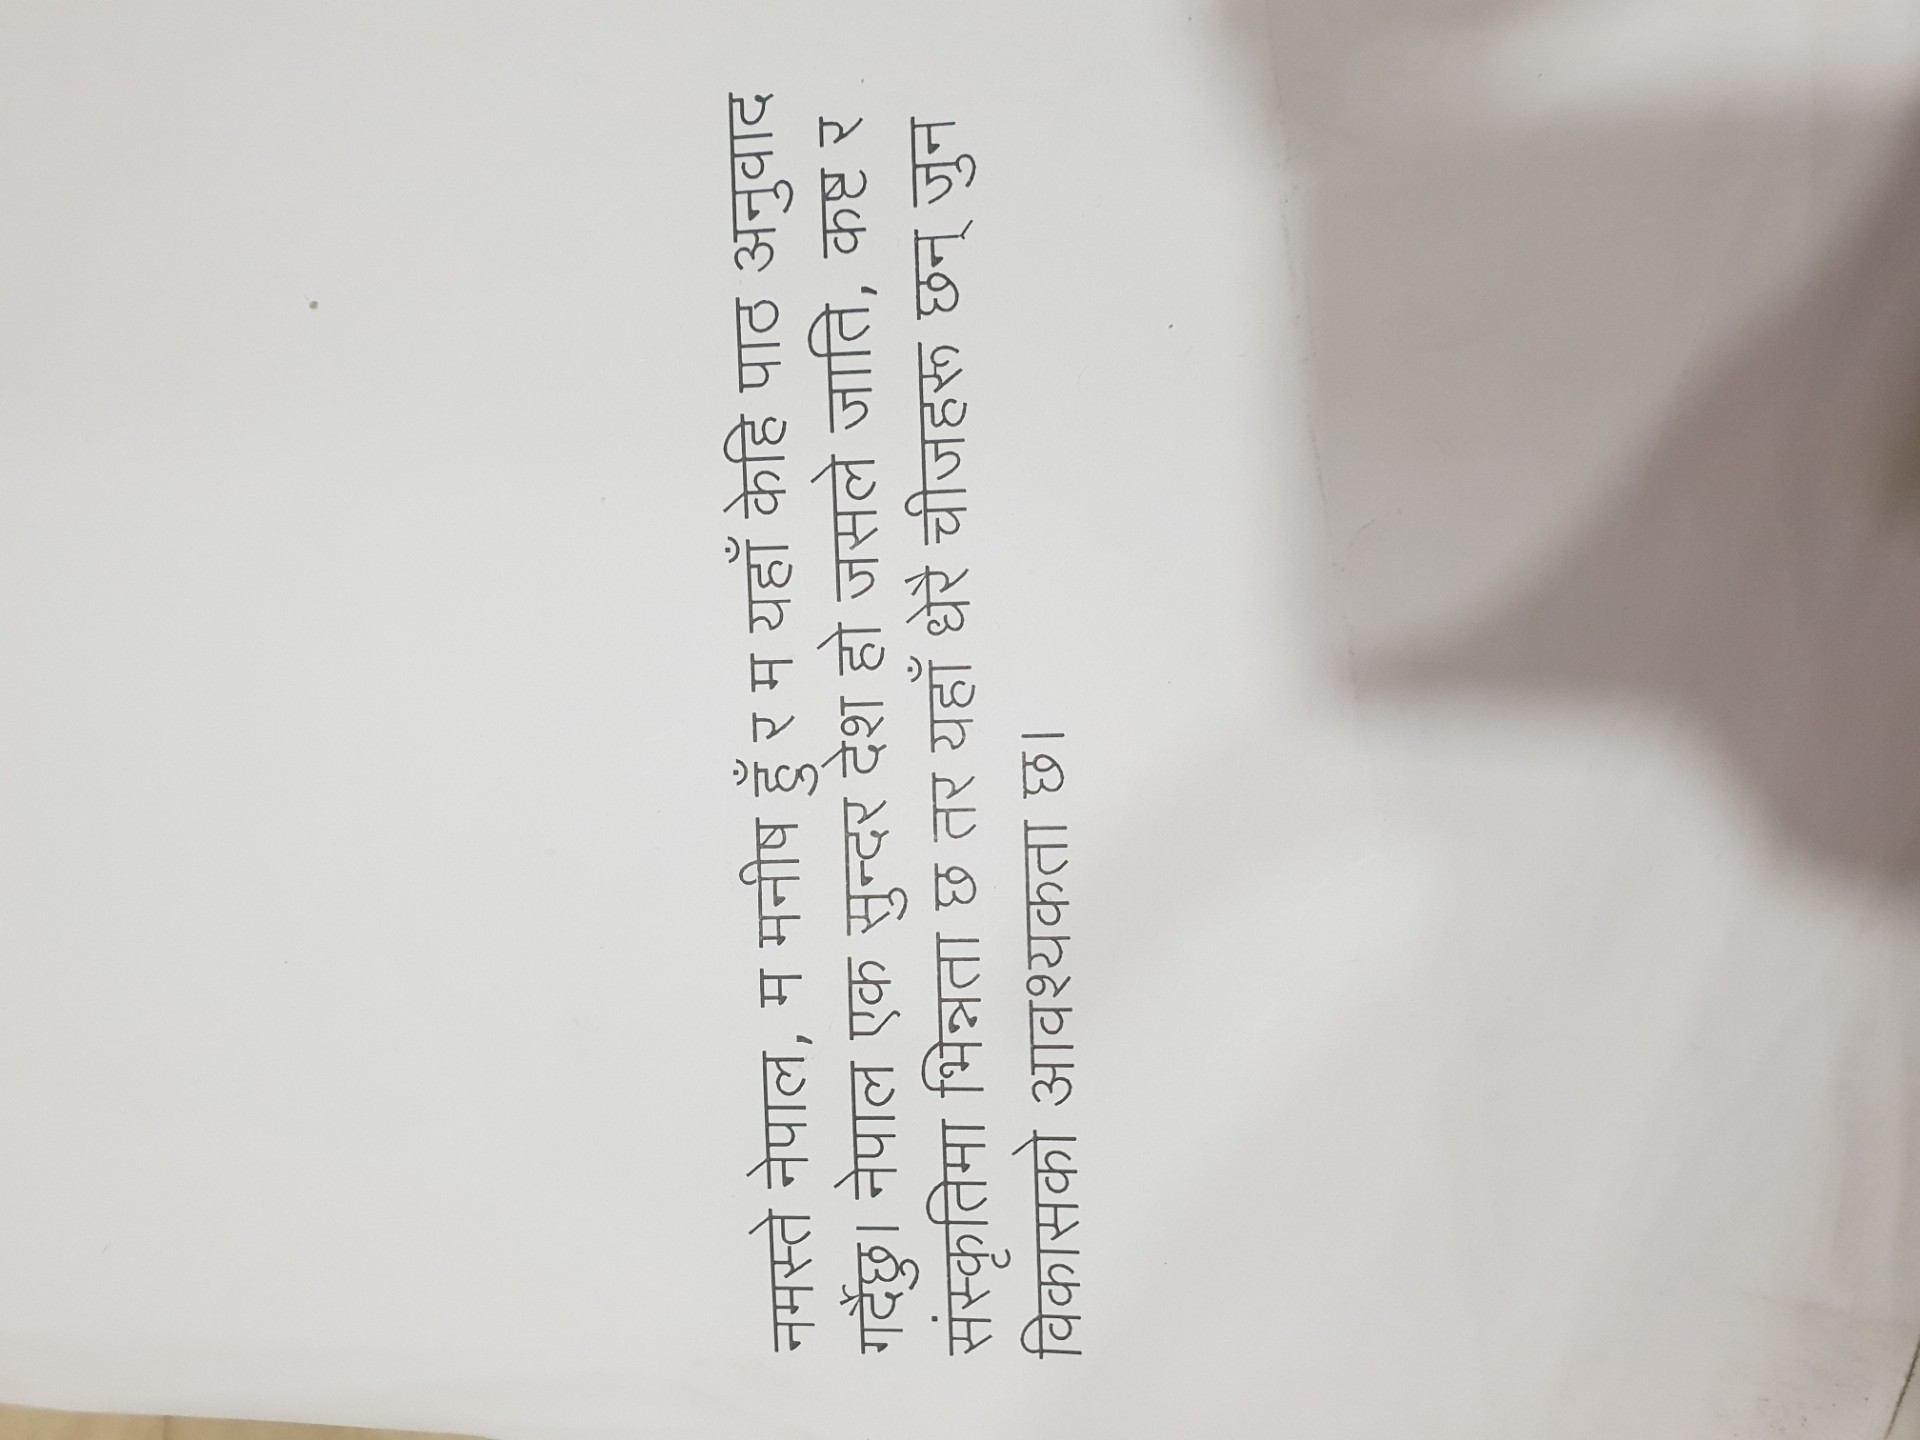 नमस्ते नेपाल, म मनीष हुँ र म यहाँ केहि पाठ अनुवाद
गर्दैछु। नेपाल एक सुन्दर देश हो जसले जाति, कष्ट र
संस्कृतिमा भिन्नता छ तर यहाँ धेरै चीजहरू छन् जुन
विकासको आवश्यकता छ।